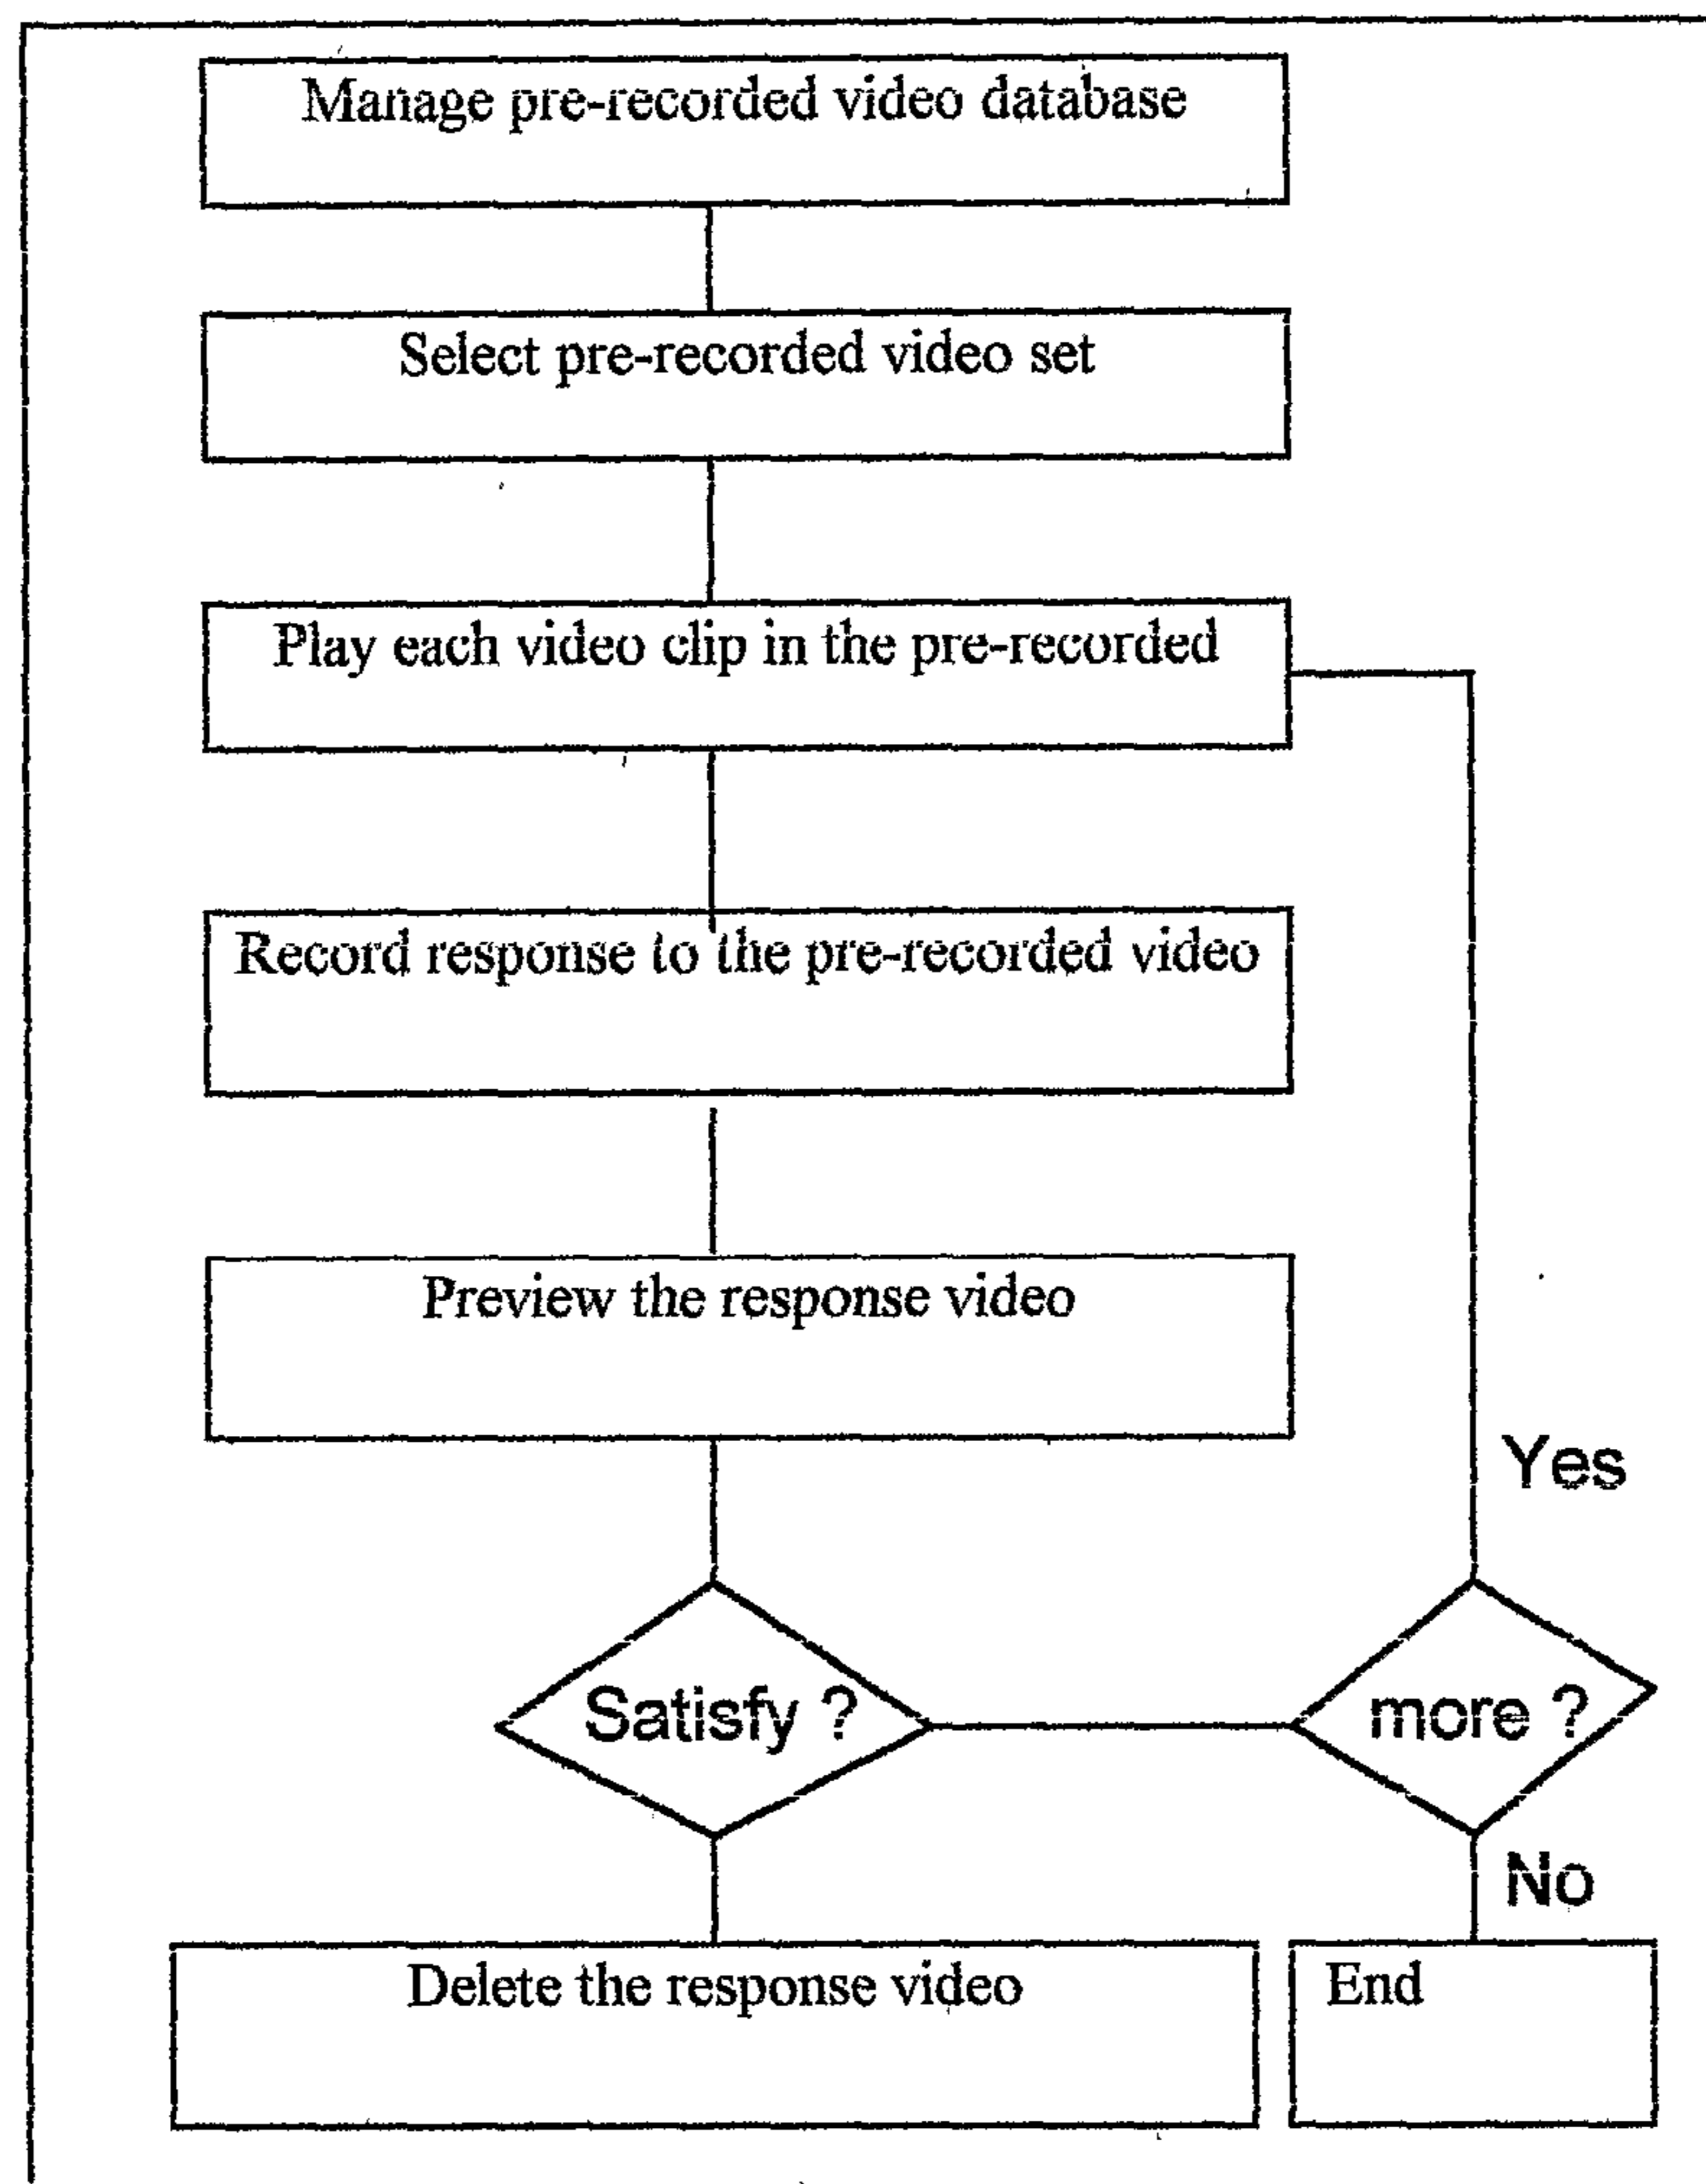 Manage pre-recorded video database
Select pre-recorded video set
Play each video clip in the pre-recorded
Record response to the pre-recorded video
Preview the response video
Yes
Satisfy ?
more ?
No
Delete the response video
End